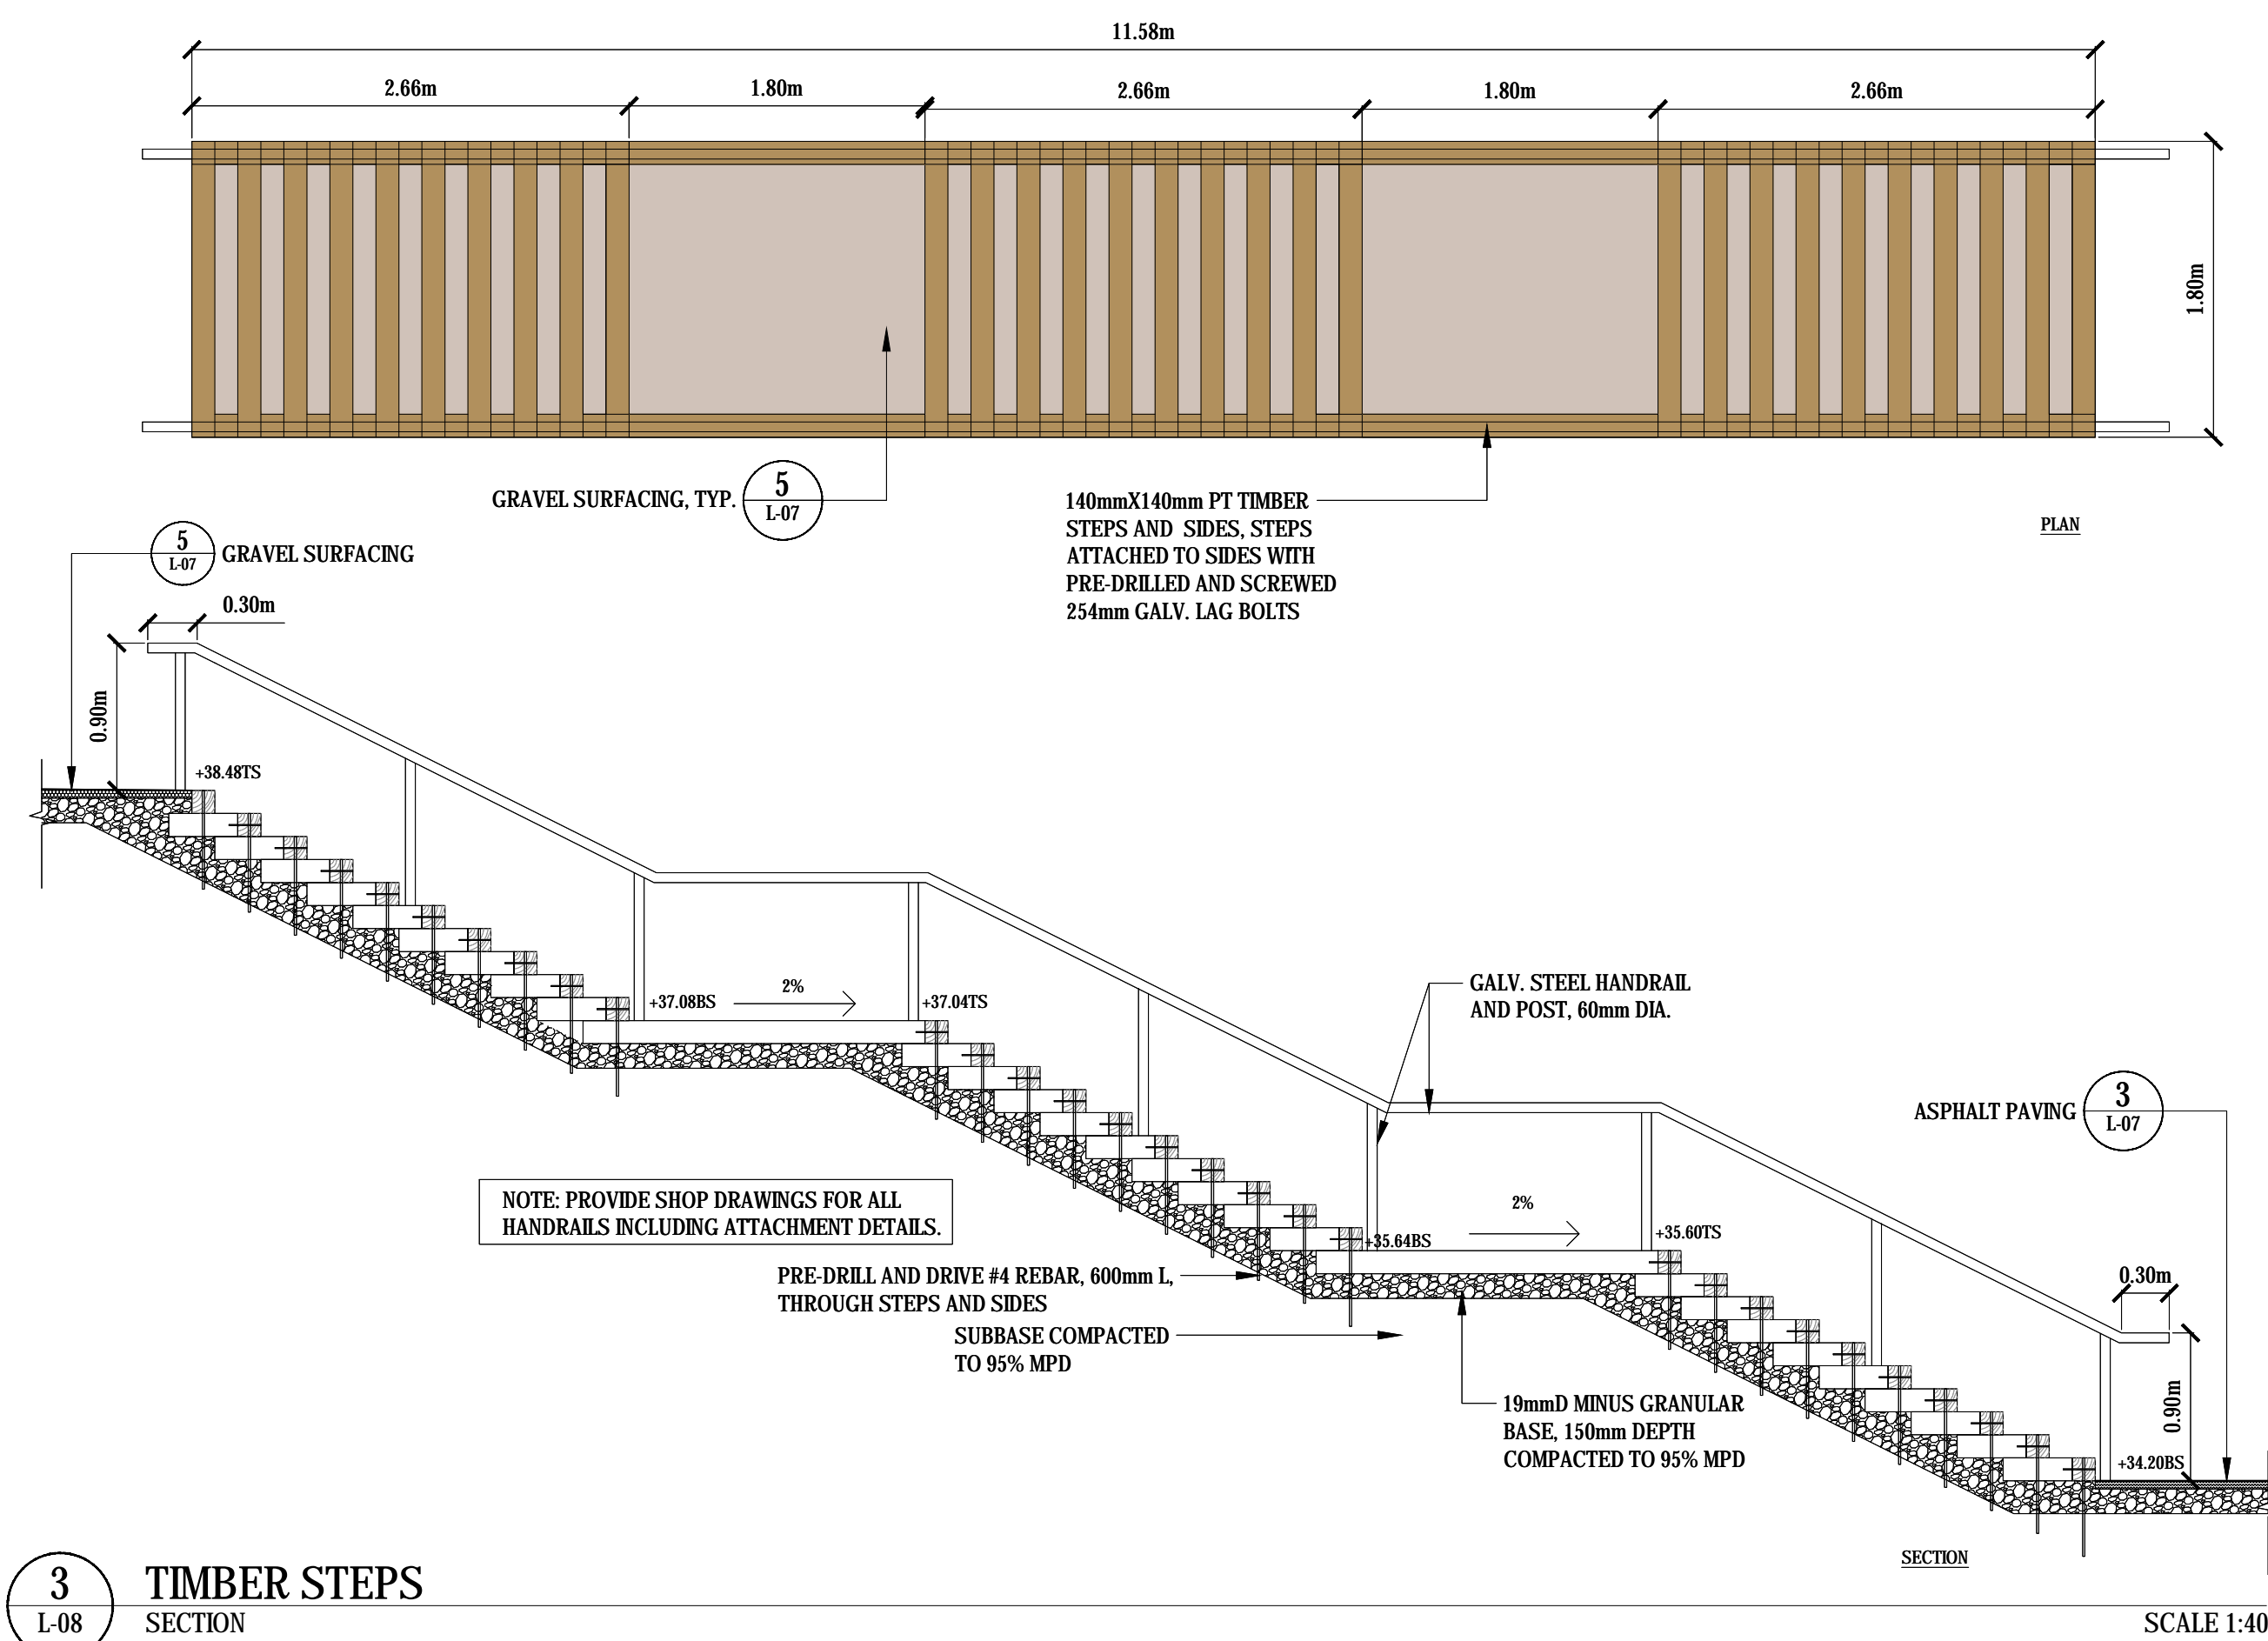 11.58m
2.66m
1.80m
2.66m
1.80m
2.66m
1.80m
GRAVEL SURFACING, TYP.
5
L-07
140mmX140mm PT TIMBER
STEPS AND SIDES, STEPS
ATTACHED TO SIDES WITH
PRE-DRILLED AND SCREWED
254mm GALV. LAG BOLTS
PLAN
5
L-07
GRAVEL SURFACING
0.30m
0.90m
+38.48TS
+37.08BS
2%
+37.04TS
GALV. STEEL HANDRAIL
AND POST, 60mm DIA.
ASPHALT PAVING
3
L-07
NOTE: PROVIDE SHOP DRAWINGS FOR ALL
HANDRAILS INCLUDING ATTACHMENT DETAILS.
+35.64BS
2%
+35.60TS
PRE-DRILL AND DRIVE #4 REBAR, 600mm L,
THROUGH STEPS AND SIDES
SUBBASE COMPACTED
TO 95% MPD
0.30m
0.90m
19mmD MINUS GRANULAR
BASE, 150mm DEPTH
COMPACTED TO 95% MPD
+34.20BS
SECTION
3
L-08
TIMBER STEPS
SECTION
SCALE 1:40